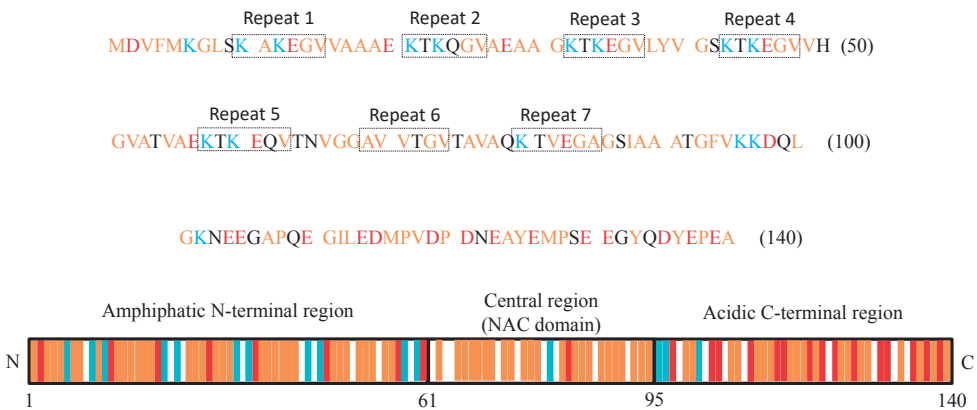 Repeat 1 Repeat 2 Repeat 3 Repeat 4
MDVFMKGLSK AKEGVVAAAE KTKQGVAEAA GKTKEGVLYV GSKTKEGVVH (50)
Repeat 5 Repeat 6 Repeat 7
GVATVAEKTK EQVTNVGGAV VTGVTAVAQK TVEGAGSIAA ATGFVKKDQL (100)
GKNEEGAPQE GILEDMPVDP DNEAYEMPSE EGYQDYEPEA (140)
Amphiphatic N-terminal region Central region (NAC domain) Acidic C-terminal region
N C
1 61 95 140